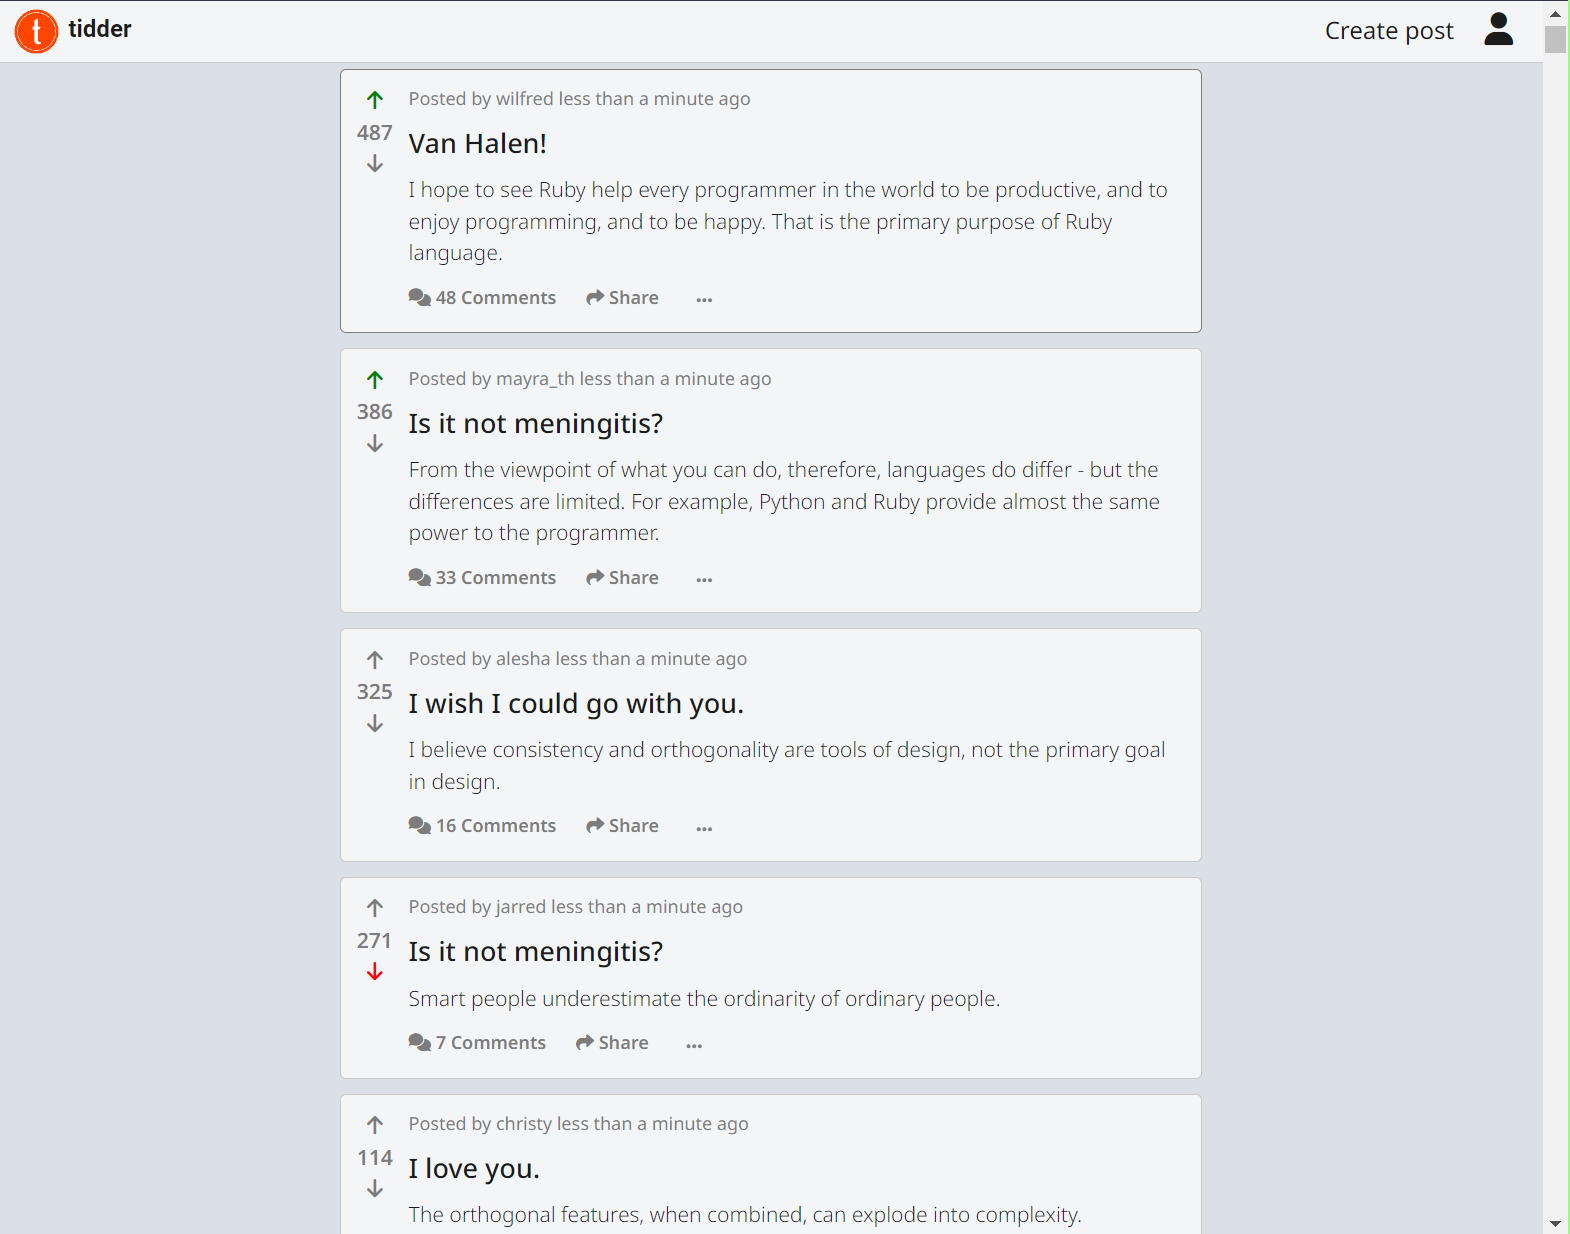 tidder
Create post
Posted by wilfred less than a minute ago
487
Van Halen!
I hope to see Ruby help every programmer in the world to be productive, and to
enjoy programming, and to be happy. That is the primary purpose of Ruby
language.
48 Comments Share ...
Posted by mayra_th less than a minute ago
386
Is it not meningitis?
From the viewpoint of what you can do, therefore, languages do differ - but the
differences are limited. For example, Python and Ruby provide almost the same
power to the programmer.
33 Comments Share ...
Posted by alesha less than a minute ago
325
I wish I could go with you.
I believe consistency and orthogonality are tools of design, not the primary goal
in design.
16 Comments Share ...
Posted by jarred less than a minute ago
271
Is it not meningitis?
Smart people underestimate the ordinarity of ordinary people.
7 Comments Share ...
Posted by christy less than a minute ago
114
I love you.
The orthogonal features, when combined, can explode into complexity.